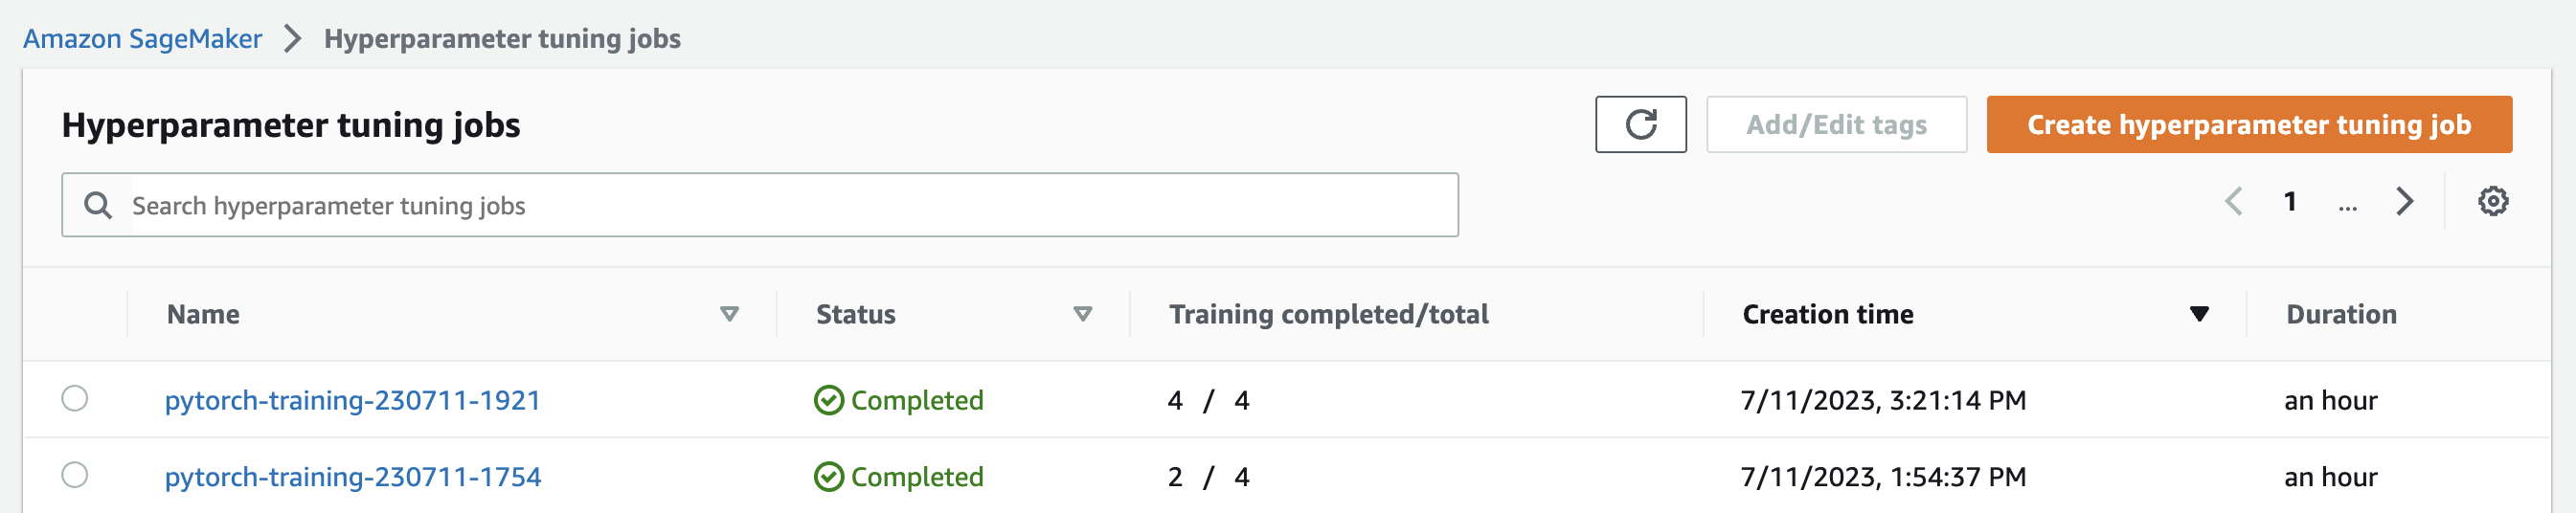 Amazon SageMaker > Hyperparameter tuning jobs
Hyperparameter tuning jobs
Add/Edit tags
Create hyperparameter tuning job
Search hyperparameter tuning jobs
1 ...
Name Status Training completed/total Creation time Duration
pytorch-training-230711-1921 Completed 4 / 4 7/11/2023, 3:21:14 PM an hour
pytorch-training-230711-1754 Completed 2 / 4 7/11/2023, 1:54:37 PM an hour